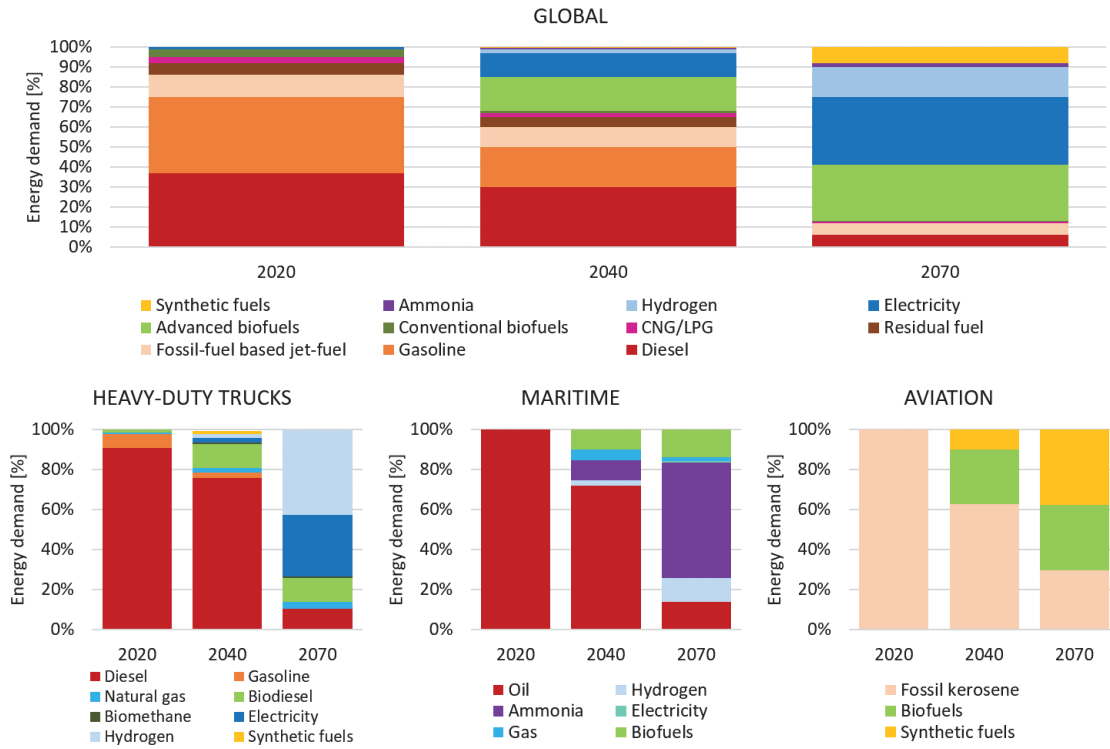 GLOBAL
Energy demand [%]
100%
90%
80%
70%
60%
50%
40%
30%
20%
10%
0%
2020 2040 2070
Synthetic fuels Ammonia Hydrogen Electricity
Advanced biofuels Conventional biofuels CNG/LPG Residual fuel
Fossil-fuel based jet-fuel Gasoline Diesel
HEAVY-DUTY TRUCKS
Energy demand [%]
100%
80%
60%
40%
20%
0%
2020 2040 2070
Diesel Gasoline
Natural gas Biodiesel
Biomethane Electricity
Hydrogen Synthetic fuels
MARITIME
Energy demand [%]
100%
80%
60%
40%
20%
0%
2020 2040 2070
Oil Hydrogen
Ammonia Electricity
Gas Biofuels
AVIATION
Energy demand [%]
100%
80%
60%
40%
20%
0%
2020 2040 2070
Fossil kerosene
Biofuels
Synthetic fuels